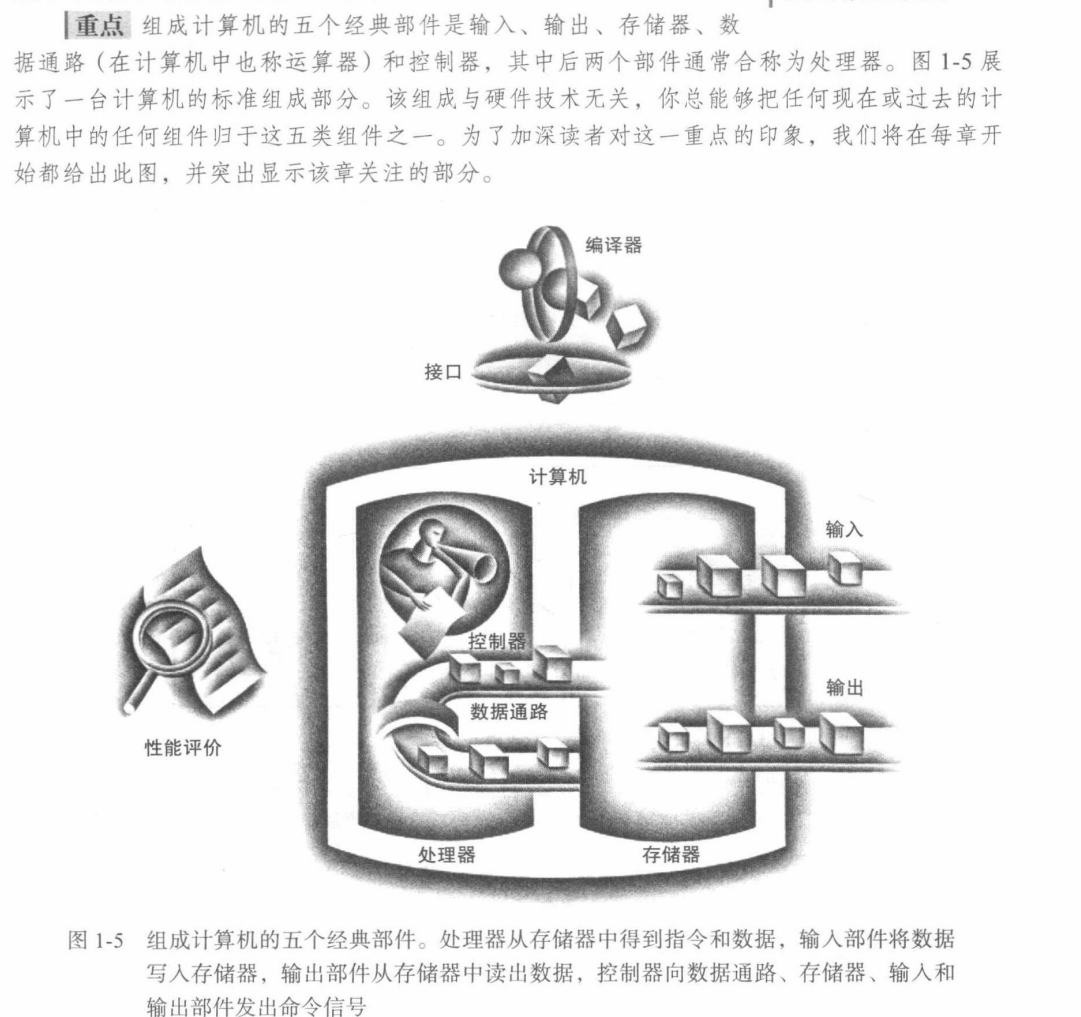 重点 组成计算机的五个经典部件是输入、输出、存储器、数
据通路（在计算机中也称运算器）和控制器，其中后两个部件通常合称为处理器。图 1-5 展
示了一台计算机的标准组成部分。该组成与硬件技术无关，你总能够把任何现在或过去的计
算机中的任何组件归于这五类组件之一。为了加深读者对这一重点的印象，我们将在每章开
始都给出此图，并突出显示该章关注的部分。
编译器
接口
计算机
输入
控制器
输出
数据通路
性能评价
处理器
存储器
图 1-5 组成计算机的五个经典部件。处理器从存储器中得到指令和数据，输入部件将数据
写入存储器，输出部件从存储器中读出数据，控制器向数据通路、存储器、输入和
输出部件发出命令信号